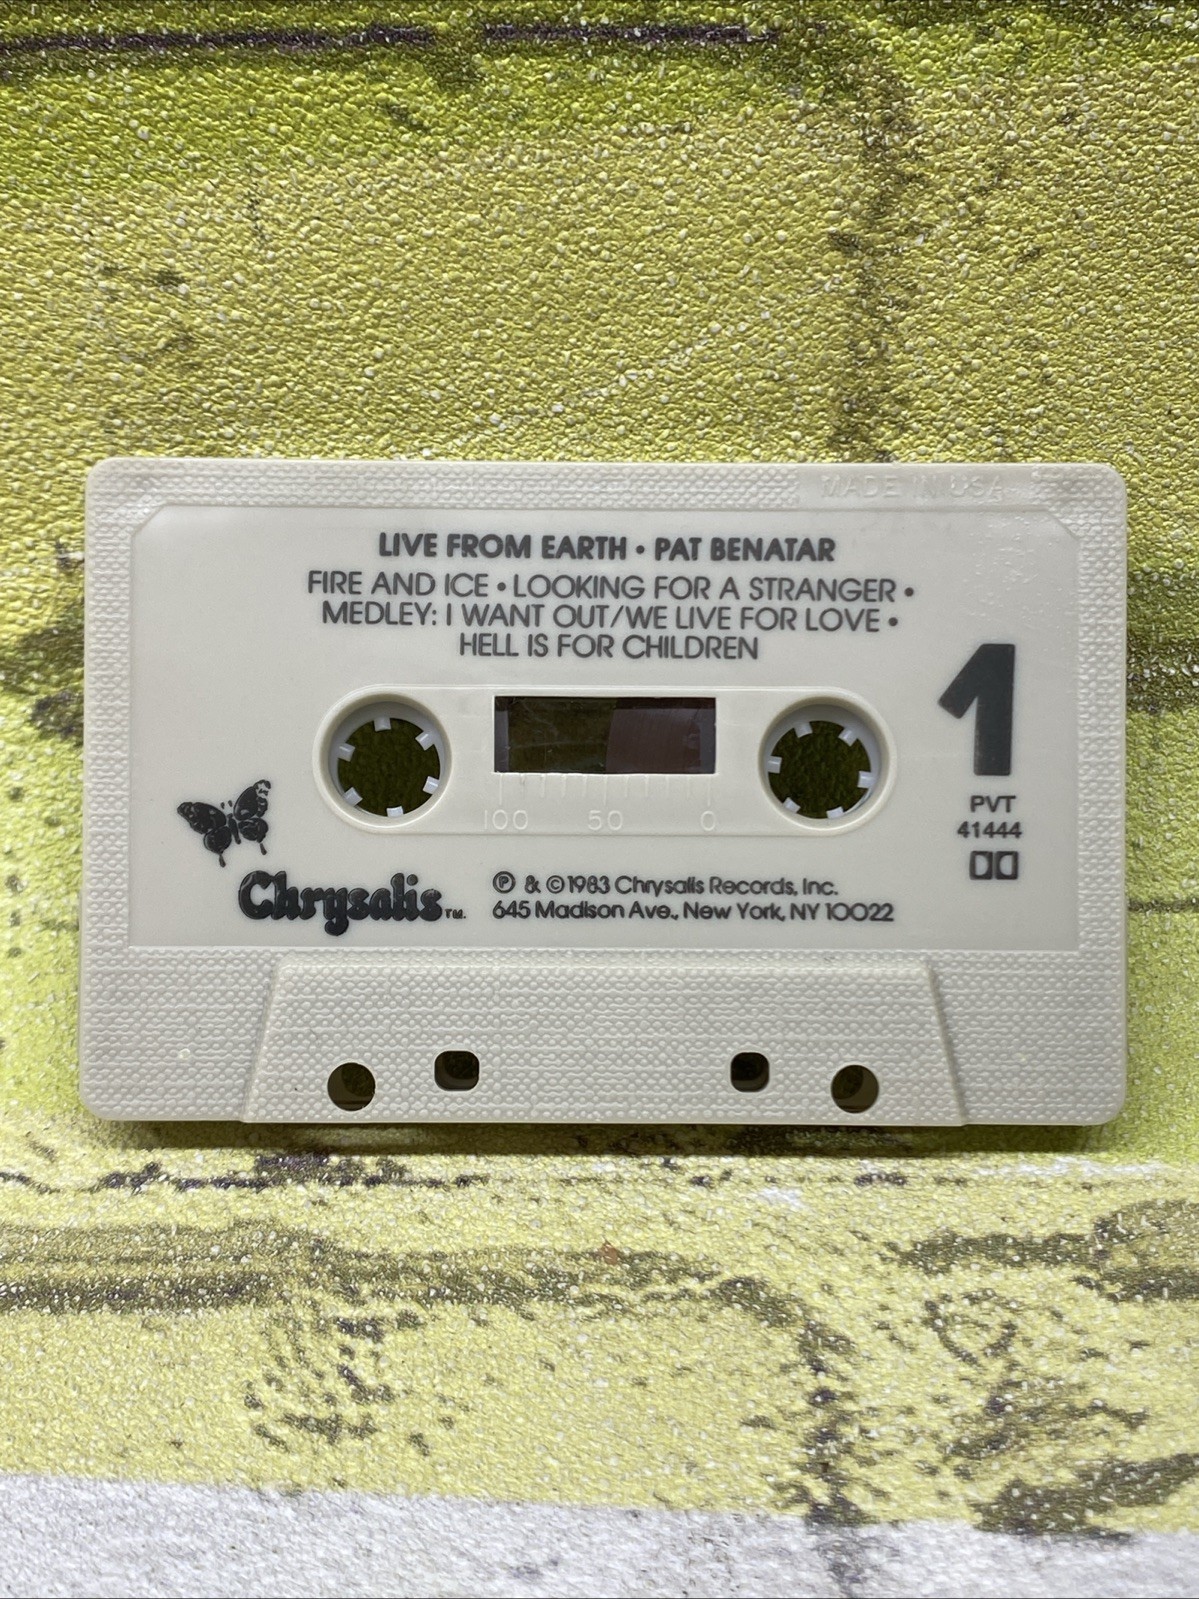 MADE IN USA
LIVE FROM EARTH • PAT BENATAR
FIRE AND ICE • LOOKING FOR A STRANGER •
MEDLEY: I WANT OUT/WE LIVE FOR LOVE •
HELL IS FOR CHILDREN
1
PVT
41444
100 50 0
Chrysalis TM.
℗ & © 1983 Chrysalis Records, Inc.
645 Madison Ave., New York, NY 10022